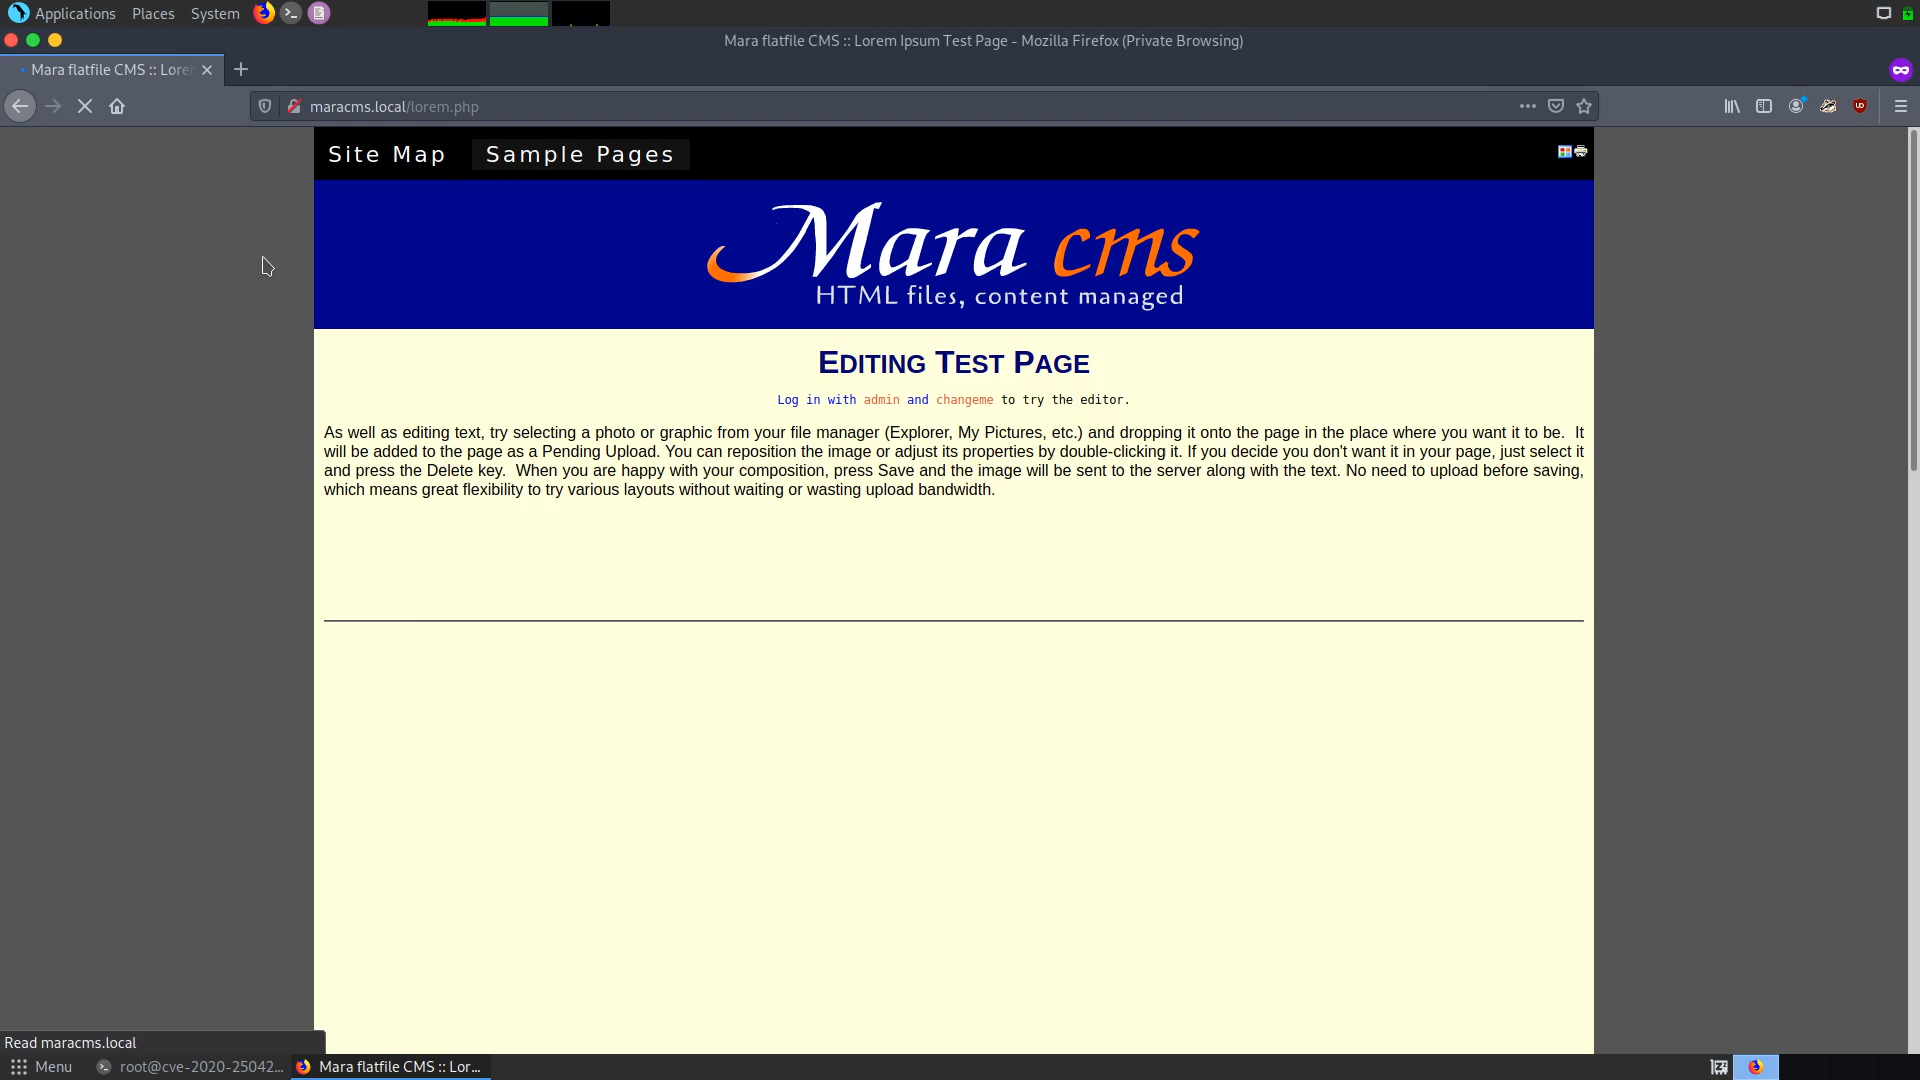 Applications Places System
Mara flatfile CMS :: Lorem Ipsum Test Page - Mozilla Firefox (Private Browsing)
Mara flatfile CMS :: Lorer
maracms.local/lorem.php
Site Map Sample Pages
Mara cms
HTML files, content managed
EDITING TEST PAGE
Log in with admin and changeme to try the editor.
As well as editing text, try selecting a photo or graphic from your file manager (Explorer, My Pictures, etc.) and dropping it onto the page in the place where you want it to be. It
will be added to the page as a Pending Upload. You can reposition the image or adjust its properties by double-clicking it. If you decide you don't want it in your page, just select it
and press the Delete key. When you are happy with your composition, press Save and the image will be sent to the server along with the text. No need to upload before saving,
which means great flexibility to try various layouts without waiting or wasting upload bandwidth.
Read maracms.local
Menu root@cve-2020-25042... Mara flatfile CMS :: Lor...